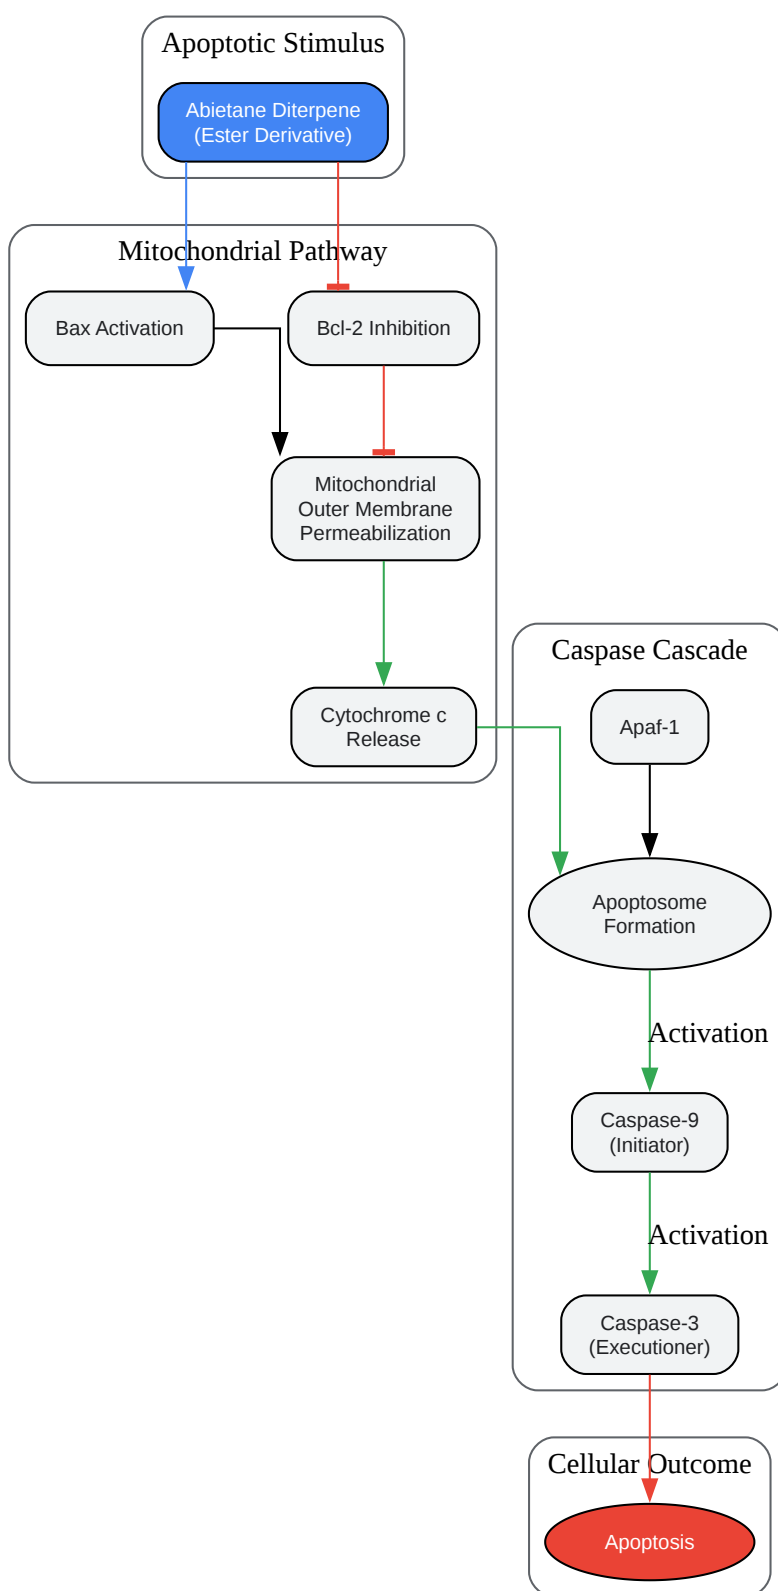 Apoptotic Stimulus
Abietane Diterpene
(Ester Derivative)
Mitochondrial Pathway
Bax Activation
Bcl-2 Inhibition
Mitochondrial
Outer Membrane
Permeabilization
Cytochrome c
Release
Caspase Cascade
Apaf-1
Apoptosome
Formation
Activation
Caspase-9
(Initiator)
Activation
Caspase-3
(Executioner)
Cellular Outcome
Apoptosis